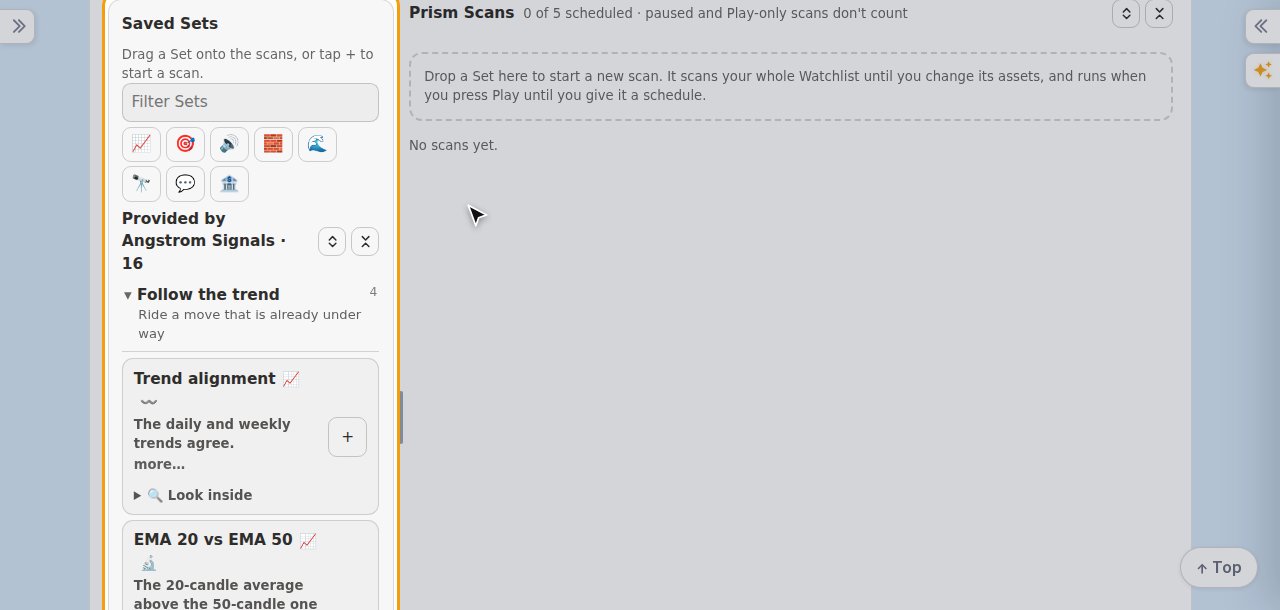 Saved Sets
Drag a Set onto the scans, or tap + to
start a scan.
Filter Sets
Provided by
Angstrom Signals ·
16
Follow the trend 4
Ride a move that is already under
way
Trend alignment
The daily and weekly
trends agree.
more...
+
Look inside
EMA 20 vs EMA 50
The 20-candle average
above the 50-candle one
Prism Scans 0 of 5 scheduled · paused and Play-only scans don't count
Drop a Set here to start a new scan. It scans your whole Watchlist until you change its assets, and runs when
you press Play until you give it a schedule.
No scans yet.
↑ Top